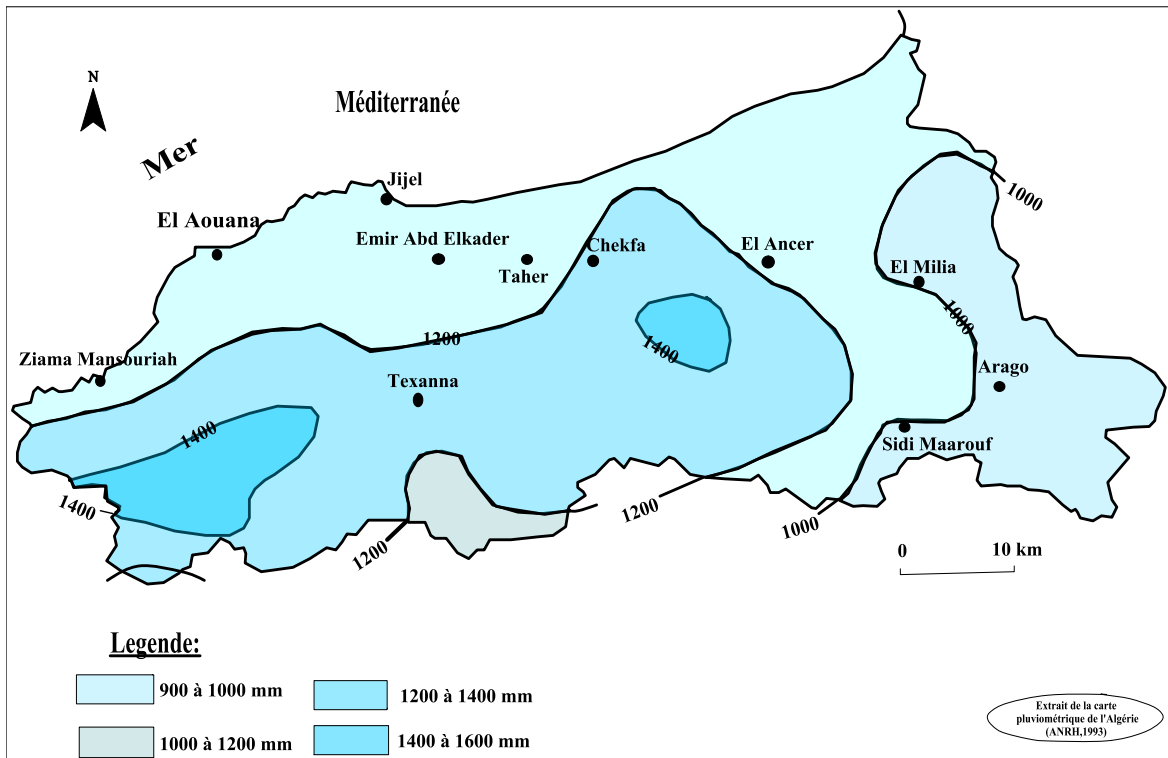 N
Méditerranée
Mer
Jijel
El Aouana
Emir Abd Elkader
Taher
Chekfa
El Ancer
El Milia
1000
1000
1200
1400
Ziama Mansouriah
Texanna
Arago
1400
Sidi Maarouf
1400
1200
1200
1000
0 10 km
Legende:
900 à 1000 mm
1200 à 1400 mm
1000 à 1200 mm
1400 à 1600 mm
Extrait de la carte
pluviométrique de l'Algérie
(ANRH,1993)